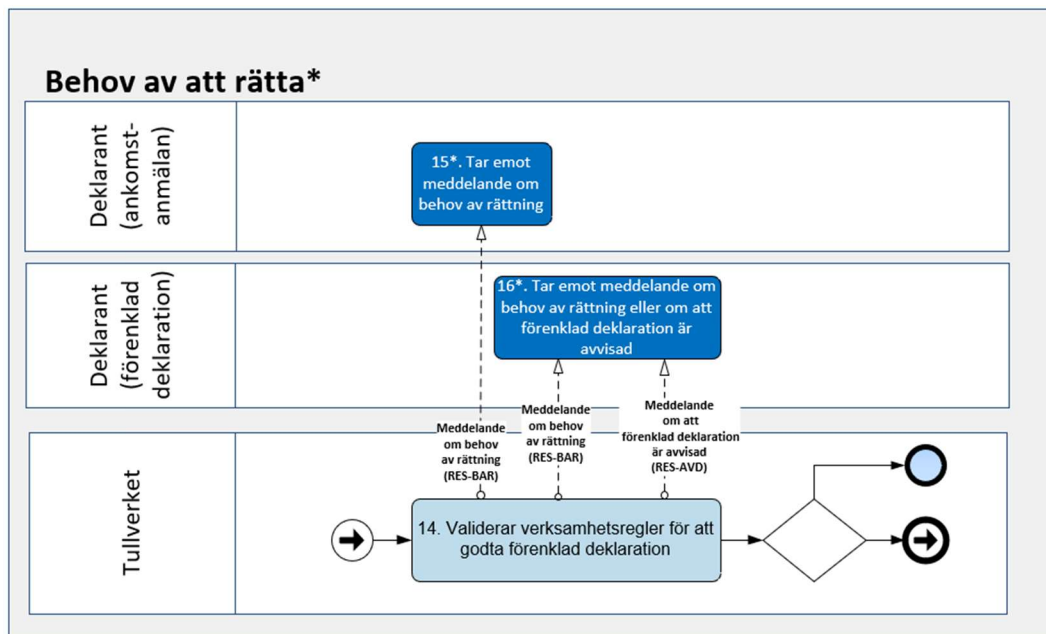 Behov av att rätta*
Deklarant
(ankomst-
anmälan)
15*. Tar emot
meddelande om
behov av rättning
Deklarant
(förenklad
deklaration)
16*. Tar emot meddelande om
behov av rättning eller om att
förenklad deklaration är
avvisad
Meddelande
om behov
av rättning
(RES-BAR)
Meddelande
om behov
av rättning
(RES-BAR)
Meddelande
om att
förenklad deklaration
är avvisad
(RES-AVD)
Tullverket
14. Validerar verksamhetsregler för att
godta förenklad deklaration